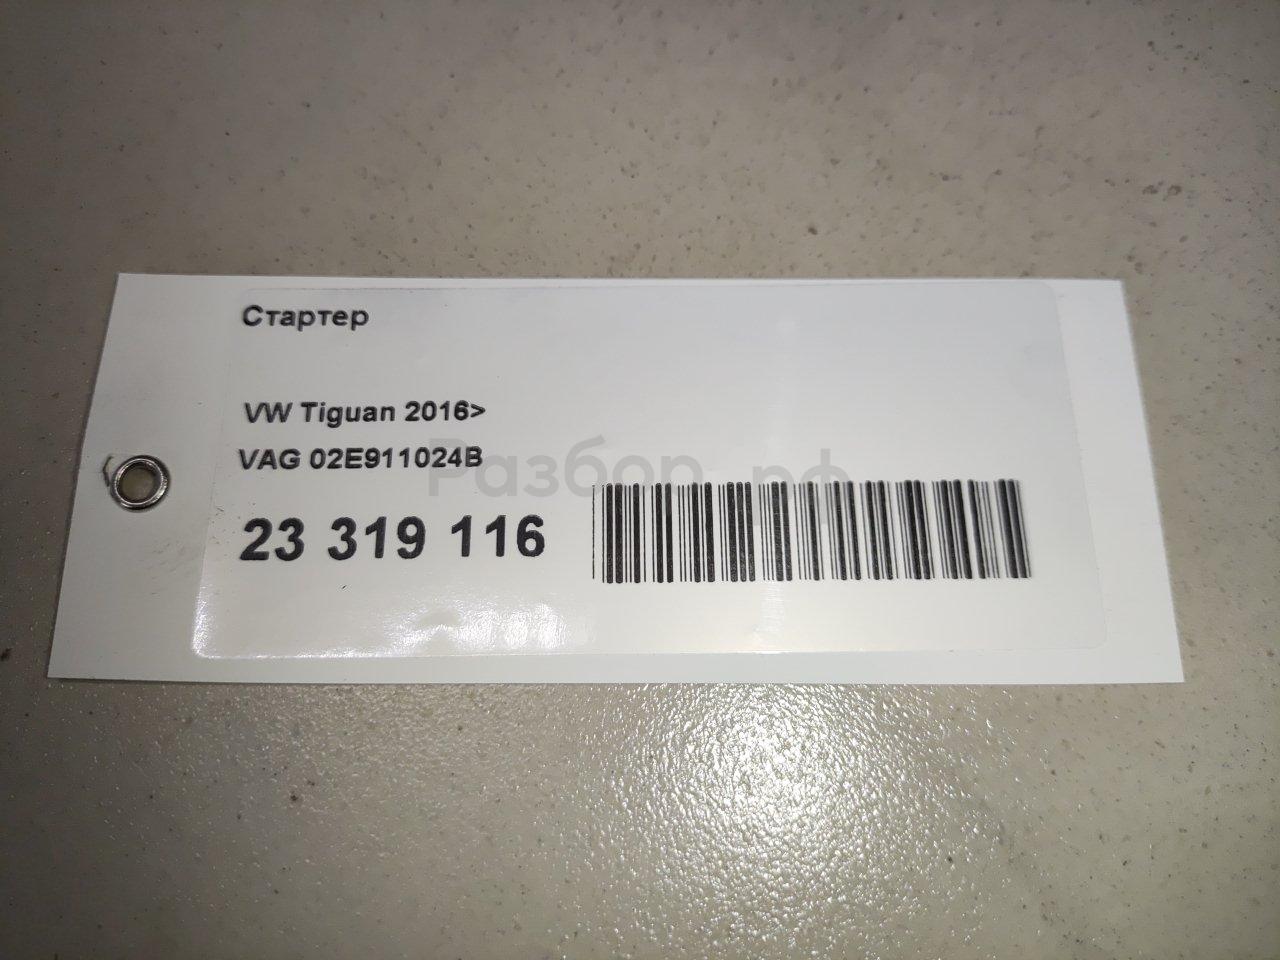 Стартер
VW Tiguan 2016>
VAG 02E911024B
Разбор.рф
23 319 116